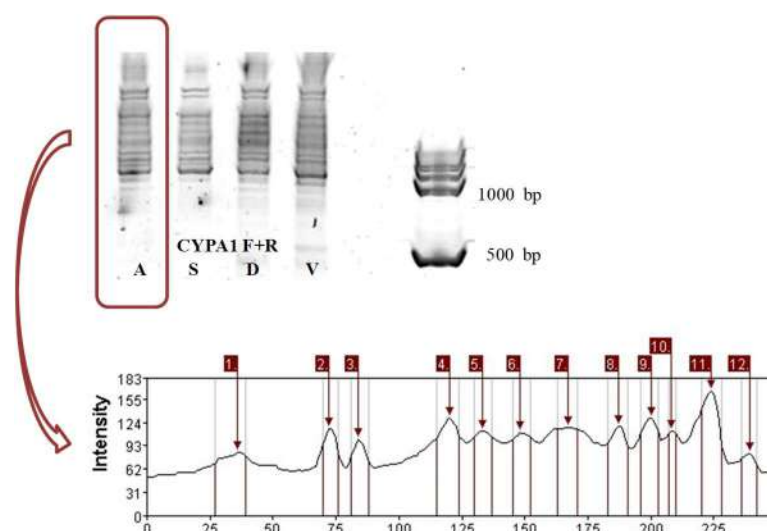 1000 bp
CYPA1 F+R
500 bp
A S D V
1. 2. 3. 4. 5. 6. 7. 8. 9. 10. 11. 12.
Intensity
183
155
124
93
62
31
0
0 25 50 75 100 125 150 175 200 225